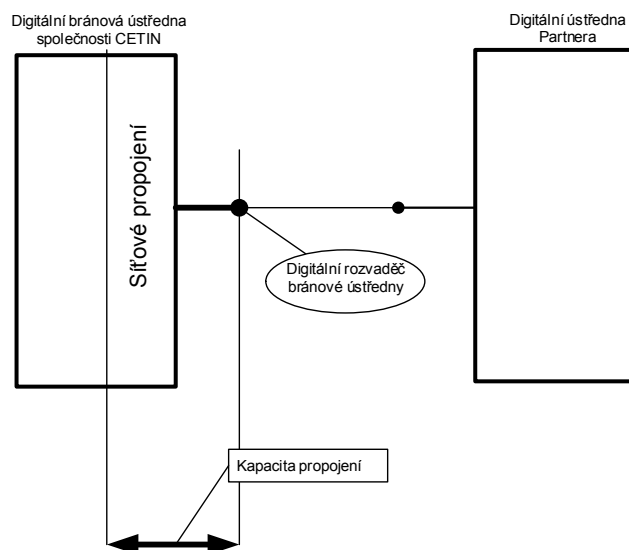 Digitální bránová ústředna
společnosti CETIN
Digitální ústředna
Partnera
Síťové propojení
Digitální rozvaděč
bránové ústředny
Kapacita propojení